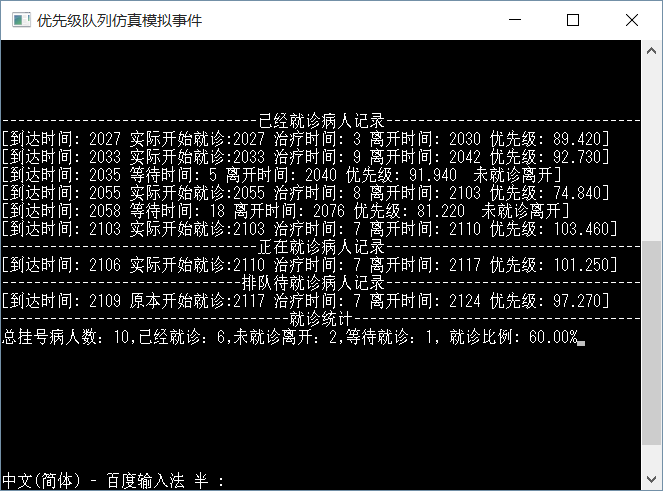 优先级队列仿真模拟事件
--------------------------------已经就诊病人记录--------------------------------
[到达时间: 2027 实际开始就诊:2027 治疗时间: 3 离开时间: 2030 优先级: 89.420]
[到达时间: 2033 实际开始就诊:2033 治疗时间: 9 离开时间: 2042 优先级: 92.730]
[到达时间: 2035 等待时间: 5 离开时间: 2040 优先级: 91.940  未就诊离开]
[到达时间: 2055 实际开始就诊:2055 治疗时间: 8 离开时间: 2103 优先级: 74.840]
[到达时间: 2058 等待时间: 18 离开时间: 2076 优先级: 81.220  未就诊离开]
[到达时间: 2103 实际开始就诊:2103 治疗时间: 7 离开时间: 2110 优先级: 103.460]
--------------------------------正在就诊病人记录--------------------------------
[到达时间: 2106 实际开始就诊:2110 治疗时间: 7 离开时间: 2117 优先级: 101.250]
------------------------------排队待就诊病人记录--------------------------------
[到达时间: 2109 原本开始就诊:2117 治疗时间: 7 离开时间: 2124 优先级: 97.270]
------------------------------------就诊统计------------------------------------
总挂号病人数: 10,已经就诊: 6,未就诊离开: 2,等待就诊: 1, 就诊比例: 60.00%
中文(简体) - 百度输入法 半 :